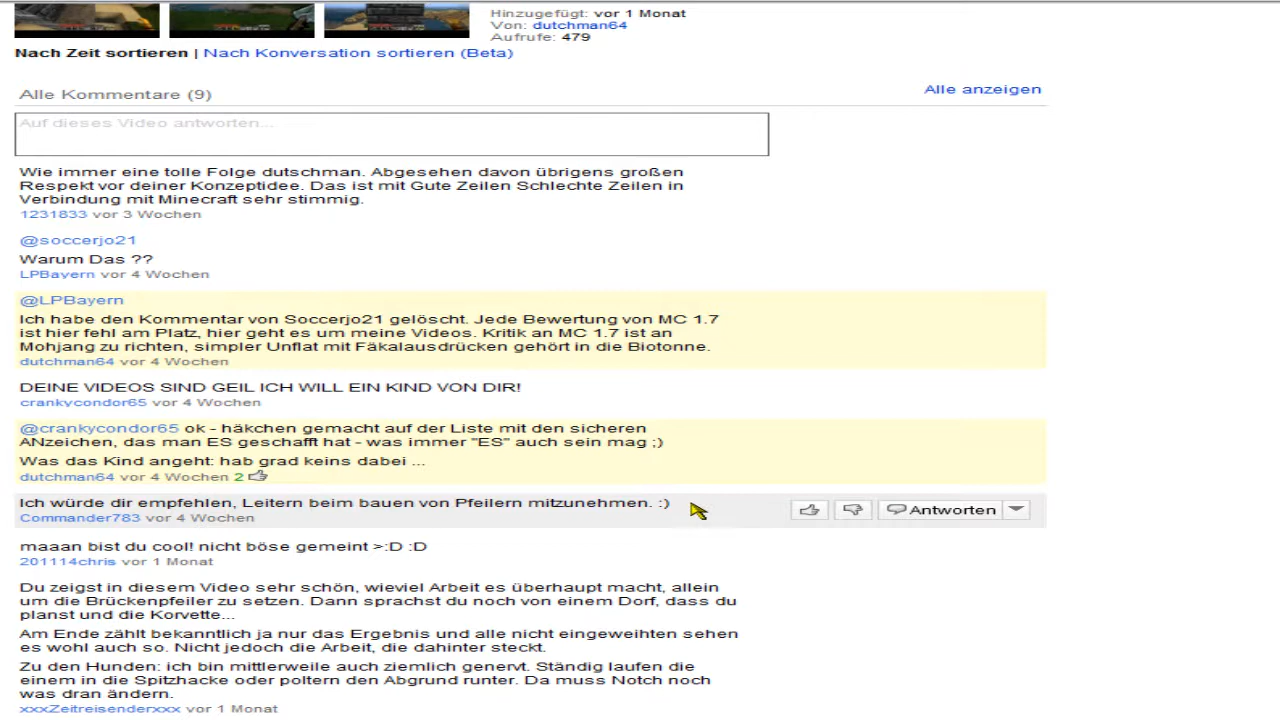 Hinzugefügt: vor 1 Monat
Von: dutchman64
Aufrufe: 479
Nach Zeit sortieren | Nach Konversation sortieren (Beta)
Alle Kommentare (9)
Alle anzeigen
Auf dieses Video antworten...
Wie immer eine tolle Folge dutschman. Abgesehen davon übrigens großen
Respekt vor deiner Konzeptidee. Das ist mit Gute Zeilen Schlechte Zeilen in
Verbindung mit Minecraft sehr stimmig.
1231833 vor 3 Wochen
@soccerjo21
Warum Das ??
LPBayern vor 4 Wochen
@LPBayern
Ich habe den Kommentar von Soccerjo21 gelöscht. Jede Bewertung von MC 1.7
ist hier fehl am Platz, hier geht es um meine Videos. Kritik an MC 1.7 ist an
Mohjang zu richten, simpler Unflat mit Fäkalausdrücken gehört in die Biotonne.
dutchman64 vor 4 Wochen
DEINE VIDEOS SIND GEIL ICH WILL EIN KIND VON DIR!
crankycondor65 vor 4 Wochen
@crankycondor65 ok - häkchen gemacht auf der Liste mit den sicheren
ANzeichen, das man ES geschafft hat - was immer "ES" auch sein mag ;)
Was das Kind angeht: hab grad keins dabei ...
dutchman64 vor 4 Wochen 2
Ich würde dir empfehlen, Leitern beim bauen von Pfeilern mitzunehmen. :)
Commander783 vor 4 Wochen
Antworten
maaan bist du cool! nicht böse gemeint >:D :D
201114chris vor 1 Monat
Du zeigst in diesem Video sehr schön, wieviel Arbeit es überhaupt macht, allein
um die Brückenpfeiler zu setzen. Dann sprachst du noch von einem Dorf, dass du
planst und die Korvette...
Am Ende zählt bekanntlich ja nur das Ergebnis und alle nicht eingeweihten sehen
es wohl auch so. Nicht jedoch die Arbeit, die dahinter steckt.
Zu den Hunden: ich bin mittlerweile auch ziemlich genervt. Ständig laufen die
einem in die Spitzhacke oder poltern den Abgrund runter. Da muss Notch noch
was dran ändern.
xxxZeitreisenderxxx vor 1 Monat